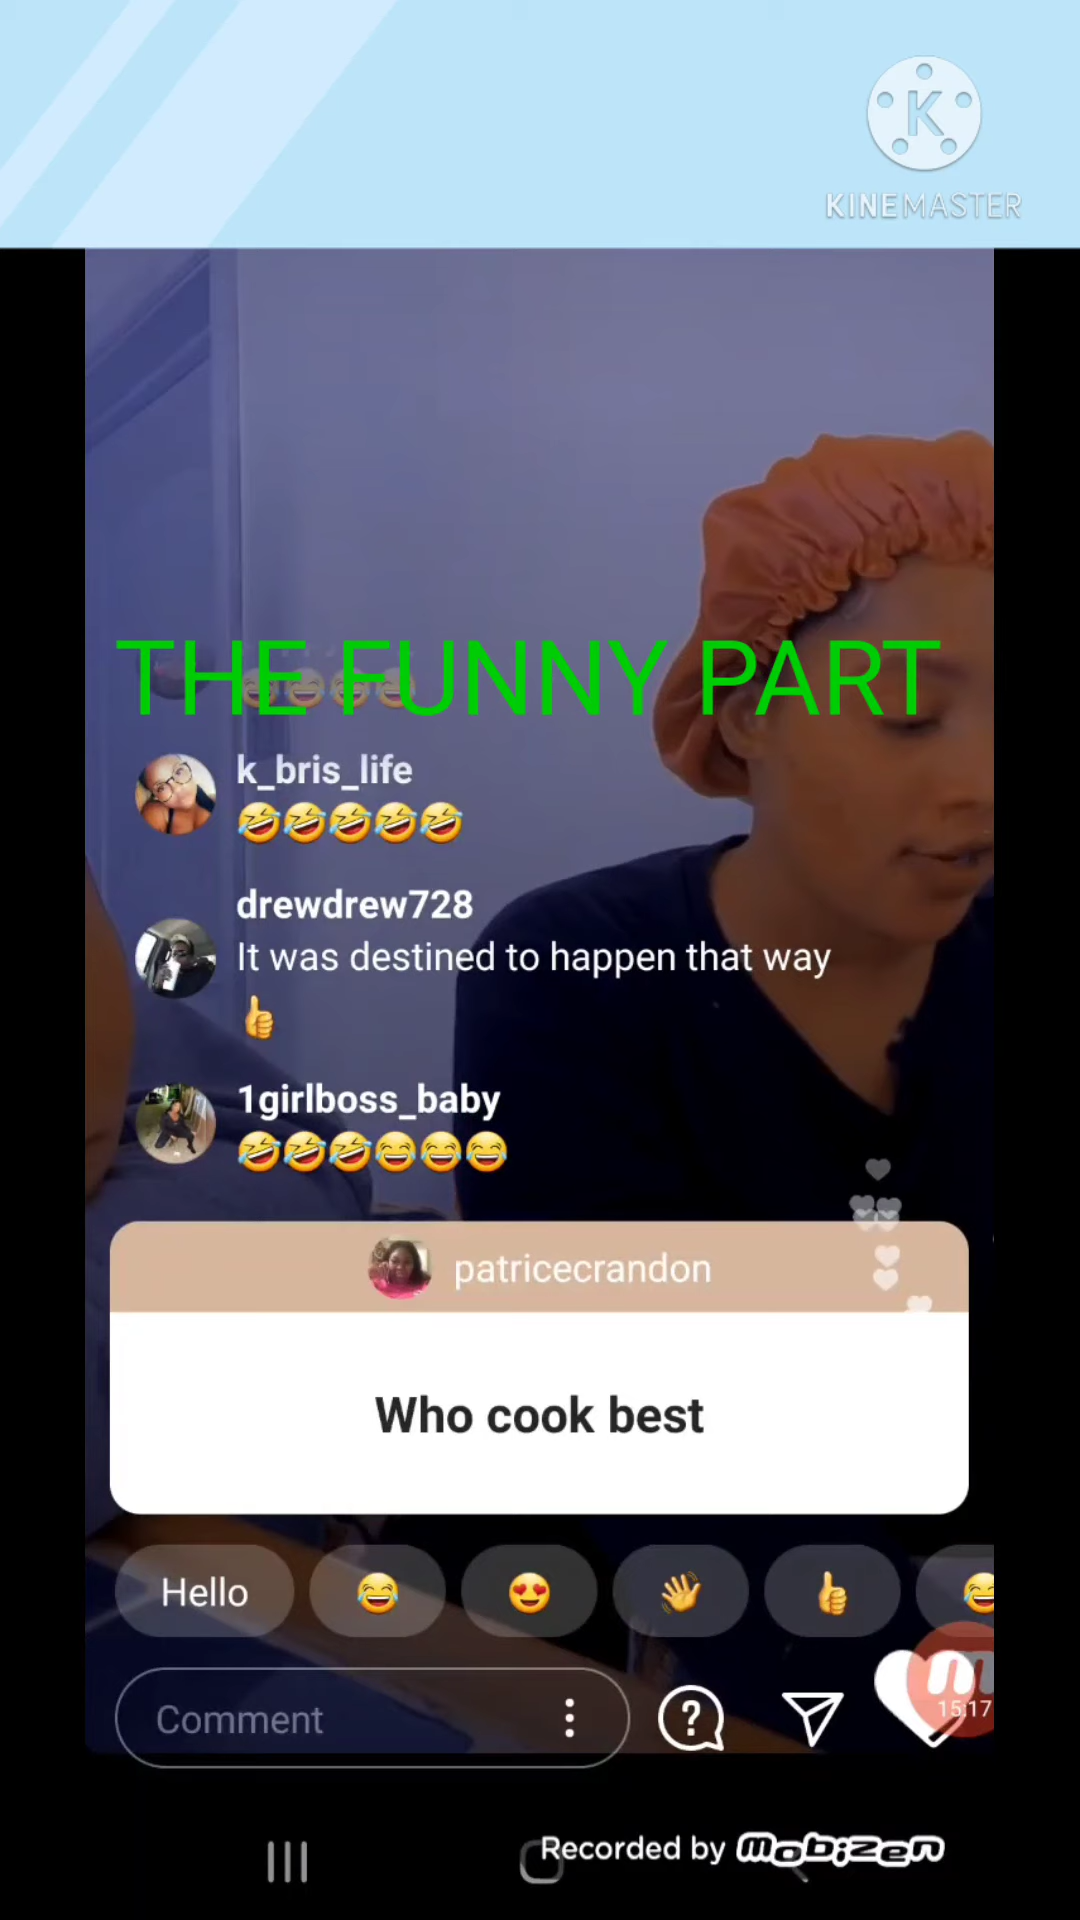 K
KINEMASTER
THE FUNNY PART
😂😂😂😂
k_bris_life
🤣🤣🤣🤣🤣
drewdrew728
It was destined to happen that way
👍
1girlboss_baby
🤣🤣🤣😂😂😂
patricecrandon
Who cook best
Hello 😂 😍 👋 👍 😂
Comment ?
m
15:17
Recorded by mobizen